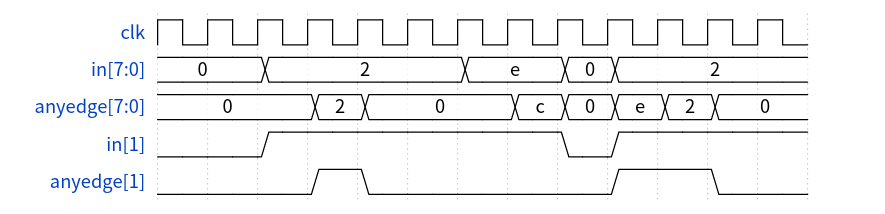 clk
in[7:0] 0 2 e 0 2
anyedge[7:0] 0 2 0 c 0 e 2 0
in[1]
anyedge[1]